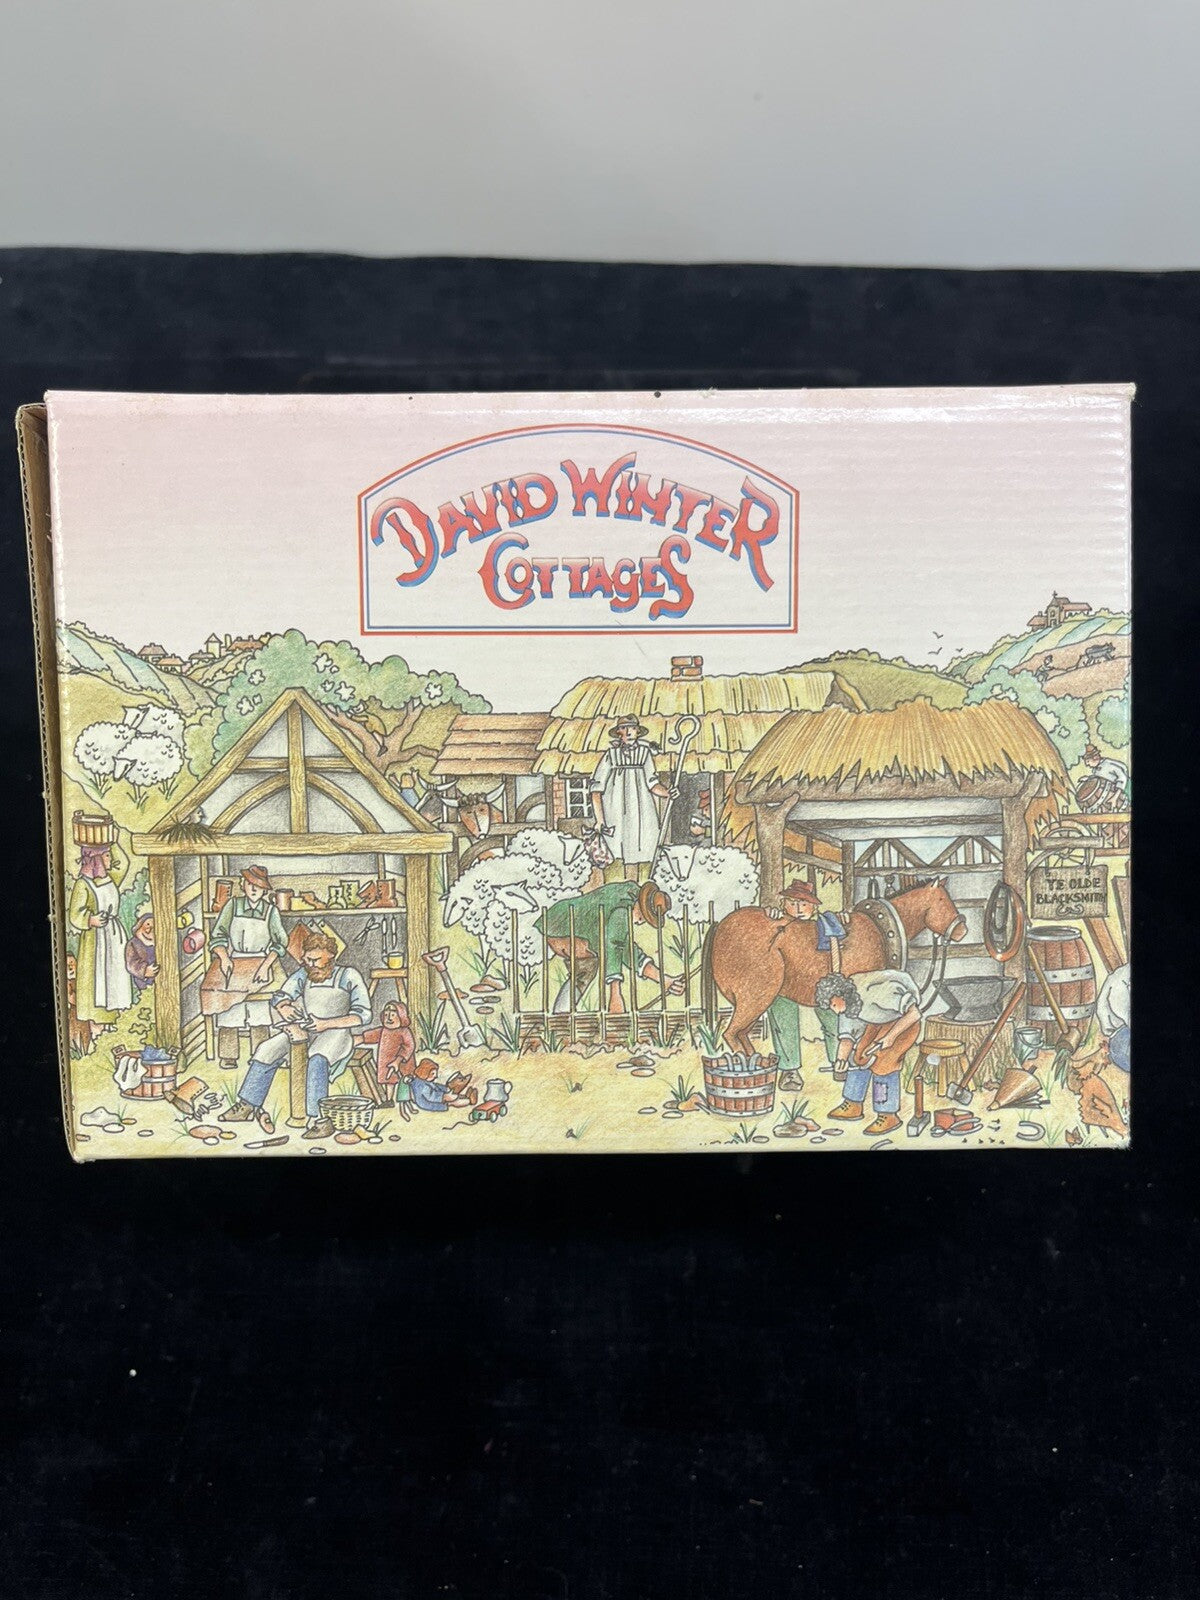 DAVID WINTER
COTTAGES
YE OLDE
BLACKSMITH